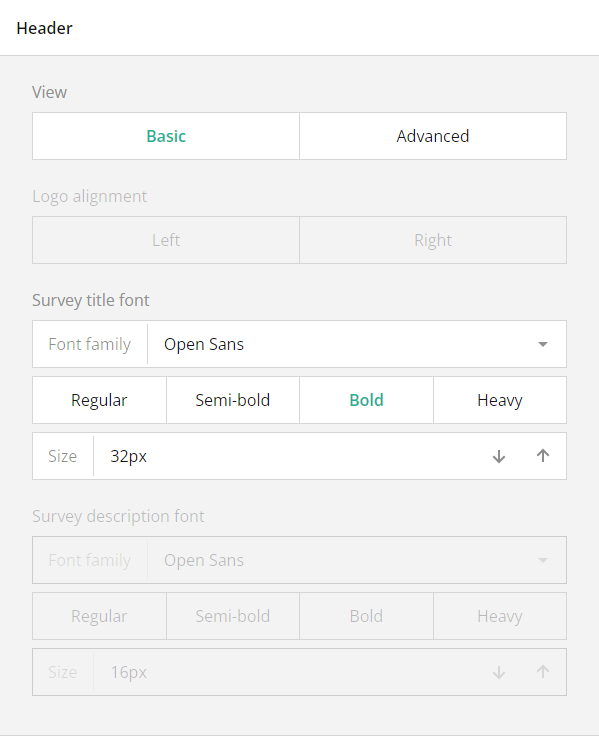 Header
View
Basic Advanced
Logo alignment
Left Right
Survey title font
Font family Open Sans
Regular Semi-bold Bold Heavy
Size 32px
Survey description font
Font family Open Sans
Regular Semi-bold Bold Heavy
Size 16px